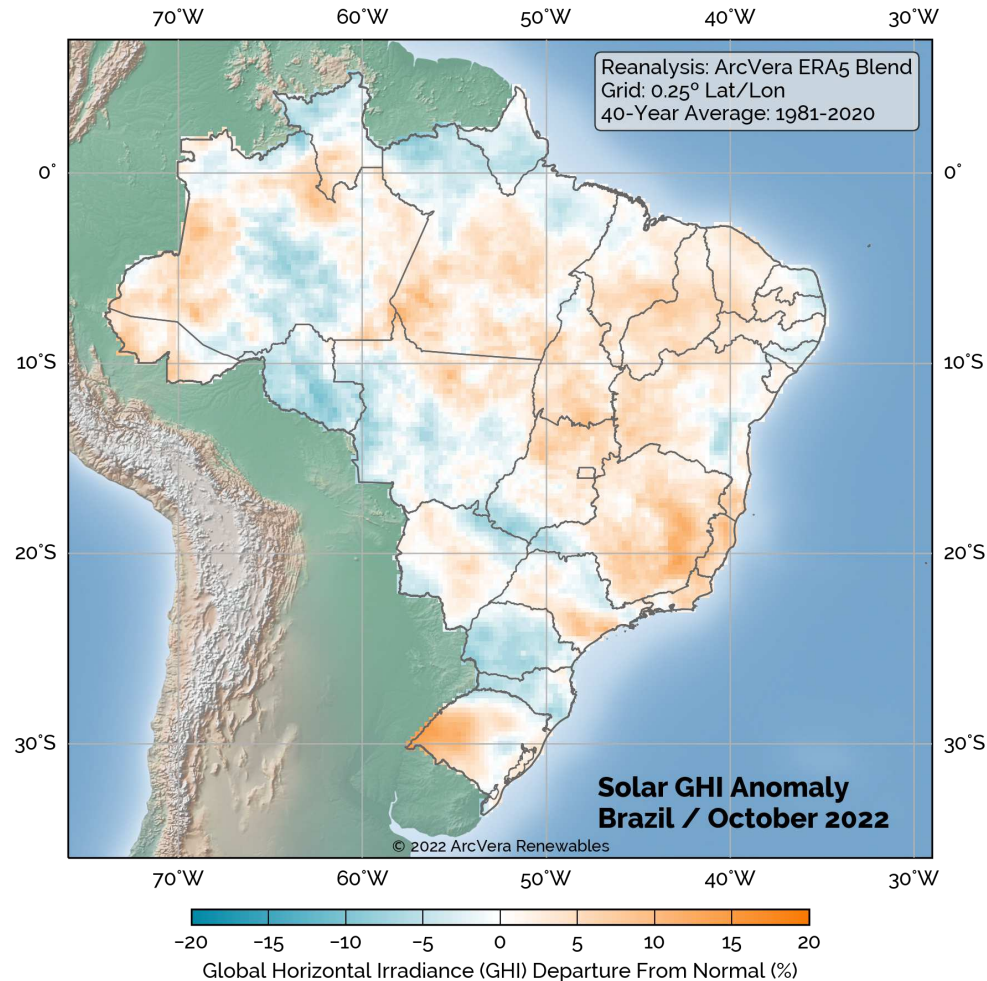 70°W 60°W 50°W 40°W 30°W
Reanalysis: ArcVera ERA5 Blend
Grid: 0.25º Lat/Lon
40-Year Average: 1981-2020
0° 0°
10°S 10°S
20°S 20°S
30°S 30°S
Solar GHI Anomaly
Brazil / October 2022
© 2022 ArcVera Renewables
70°W 60°W 50°W 40°W 30°W
−20 −15 −10 −5 0 5 10 15 20
Global Horizontal Irradiance (GHI) Departure From Normal (%)